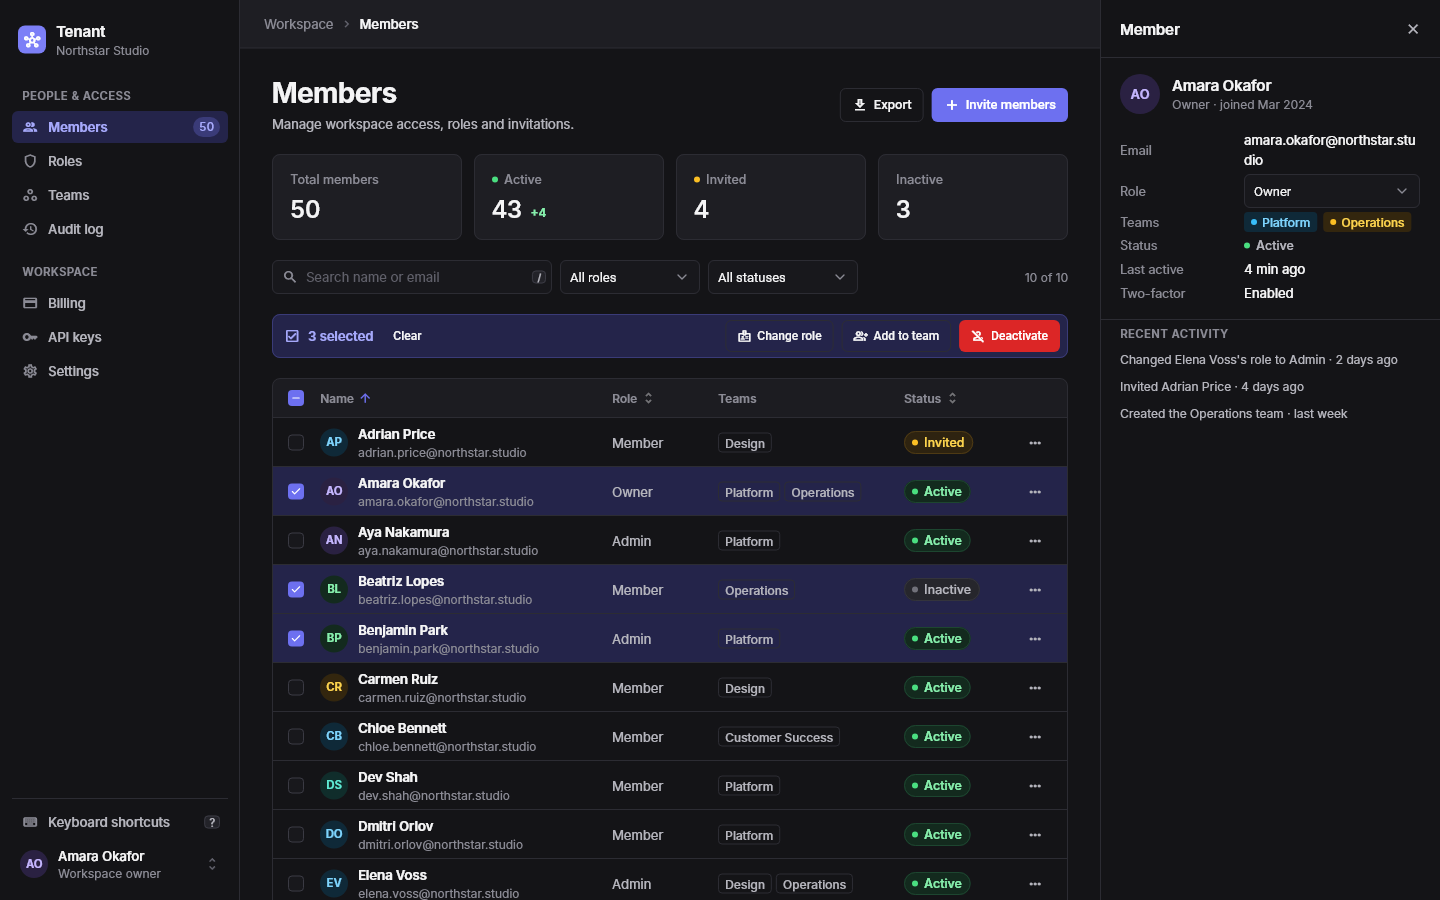 Tenant
Northstar Studio
PEOPLE & ACCESS
Members 50
Roles
Teams
Audit log
WORKSPACE
Billing
API keys
Settings
Keyboard shortcuts ?
AO Amara Okafor
Workspace owner
Workspace > Members
Members
Manage workspace access, roles and invitations.
Export
Invite members
Total members
50
Active
43 +4
Invited
4
Inactive
3
Search name or email /
All roles
All statuses
10 of 10
3 selected
Clear
Change role
Add to team
Deactivate
Name Role Teams Status
AP Adrian Price Member Design Invited
adrian.price@northstar.studio
AO Amara Okafor Owner Platform Operations Active
amara.okafor@northstar.studio
AN Aya Nakamura Admin Platform Active
aya.nakamura@northstar.studio
BL Beatriz Lopes Member Operations Inactive
beatriz.lopes@northstar.studio
BP Benjamin Park Admin Platform Active
benjamin.park@northstar.studio
CR Carmen Ruiz Member Design Active
carmen.ruiz@northstar.studio
CB Chloe Bennett Member Customer Success Active
chloe.bennett@northstar.studio
DS Dev Shah Member Platform Active
dev.shah@northstar.studio
DO Dmitri Orlov Member Platform Active
dmitri.orlov@northstar.studio
EV Elena Voss Admin Design Operations Active
elena.voss@northstar.studio
Member
AO Amara Okafor
Owner · joined Mar 2024
Email amara.okafor@northstar.stu
dio
Role Owner
Teams Platform Operations
Status Active
Last active 4 min ago
Two-factor Enabled
RECENT ACTIVITY
Changed Elena Voss's role to Admin · 2 days ago
Invited Adrian Price · 4 days ago
Created the Operations team · last week